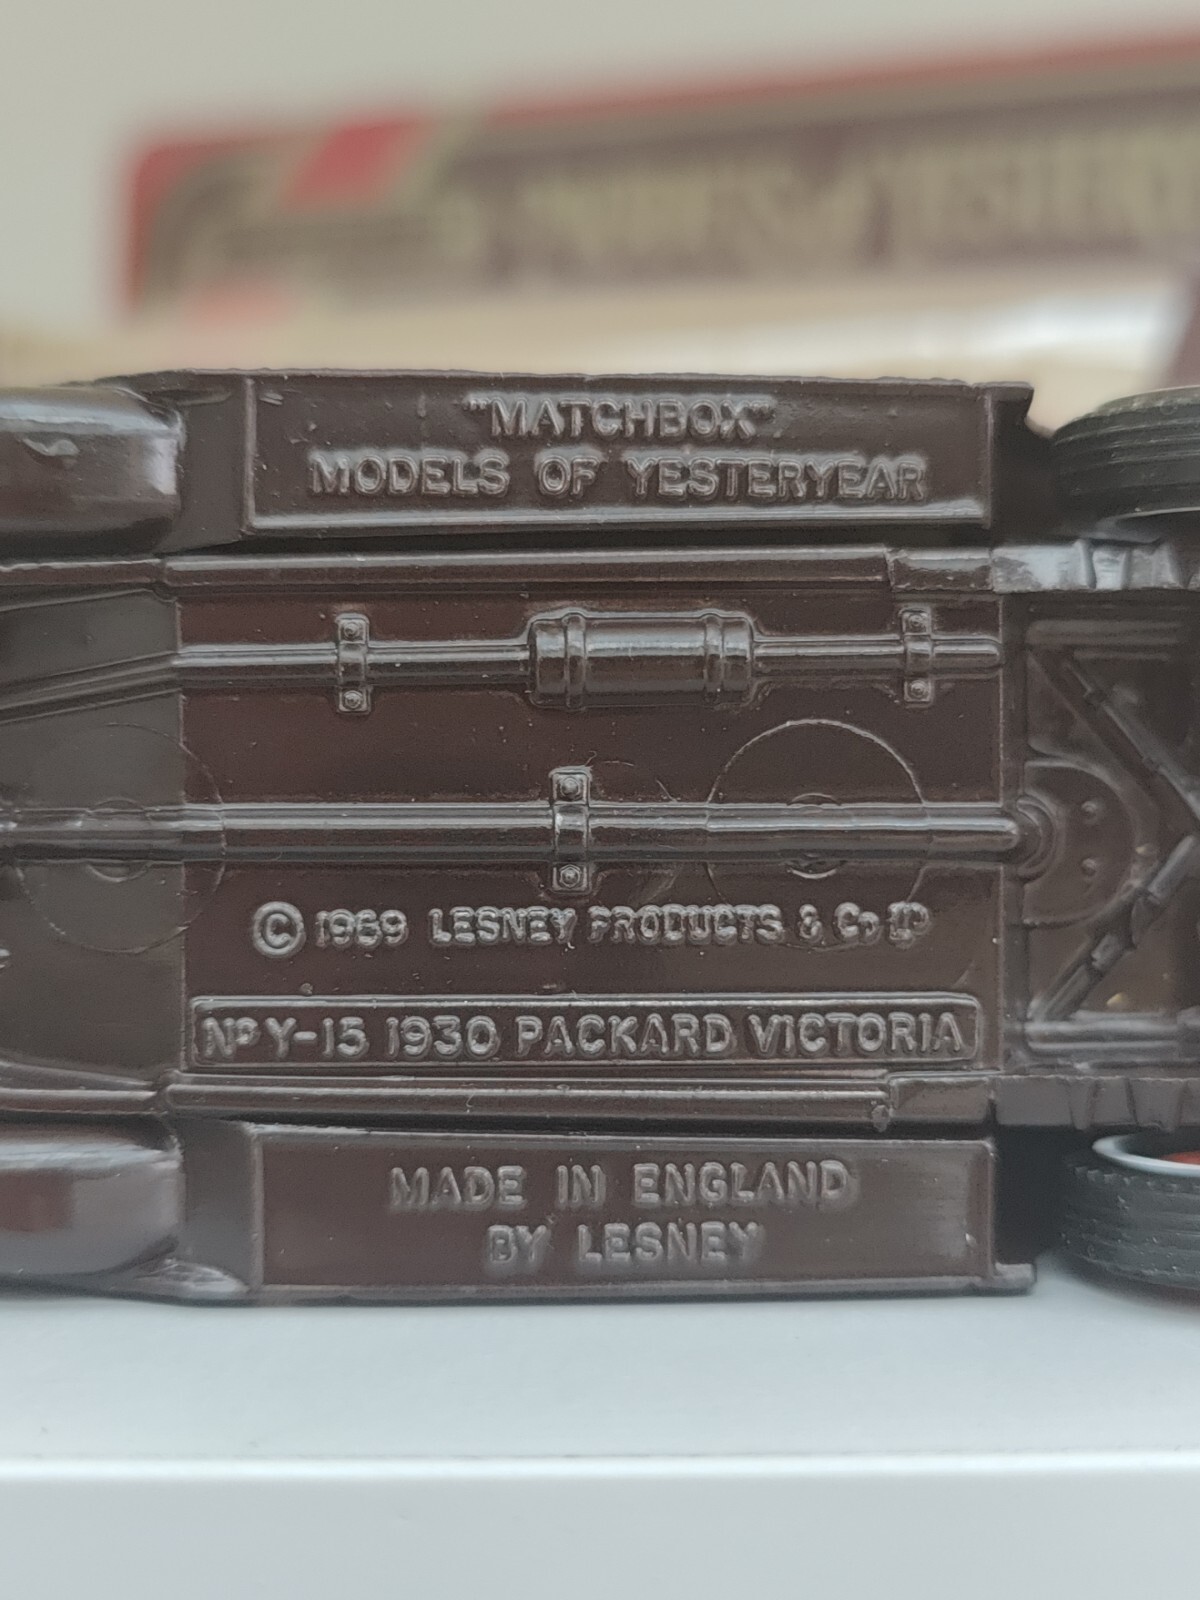 "MATCHBOX"
MODELS OF YESTERYEAR
© 1969 LESNEY PRODUCTS & Co LTD
No Y-15 1930 PACKARD VICTORIA
MADE IN ENGLAND
BY LESNEY